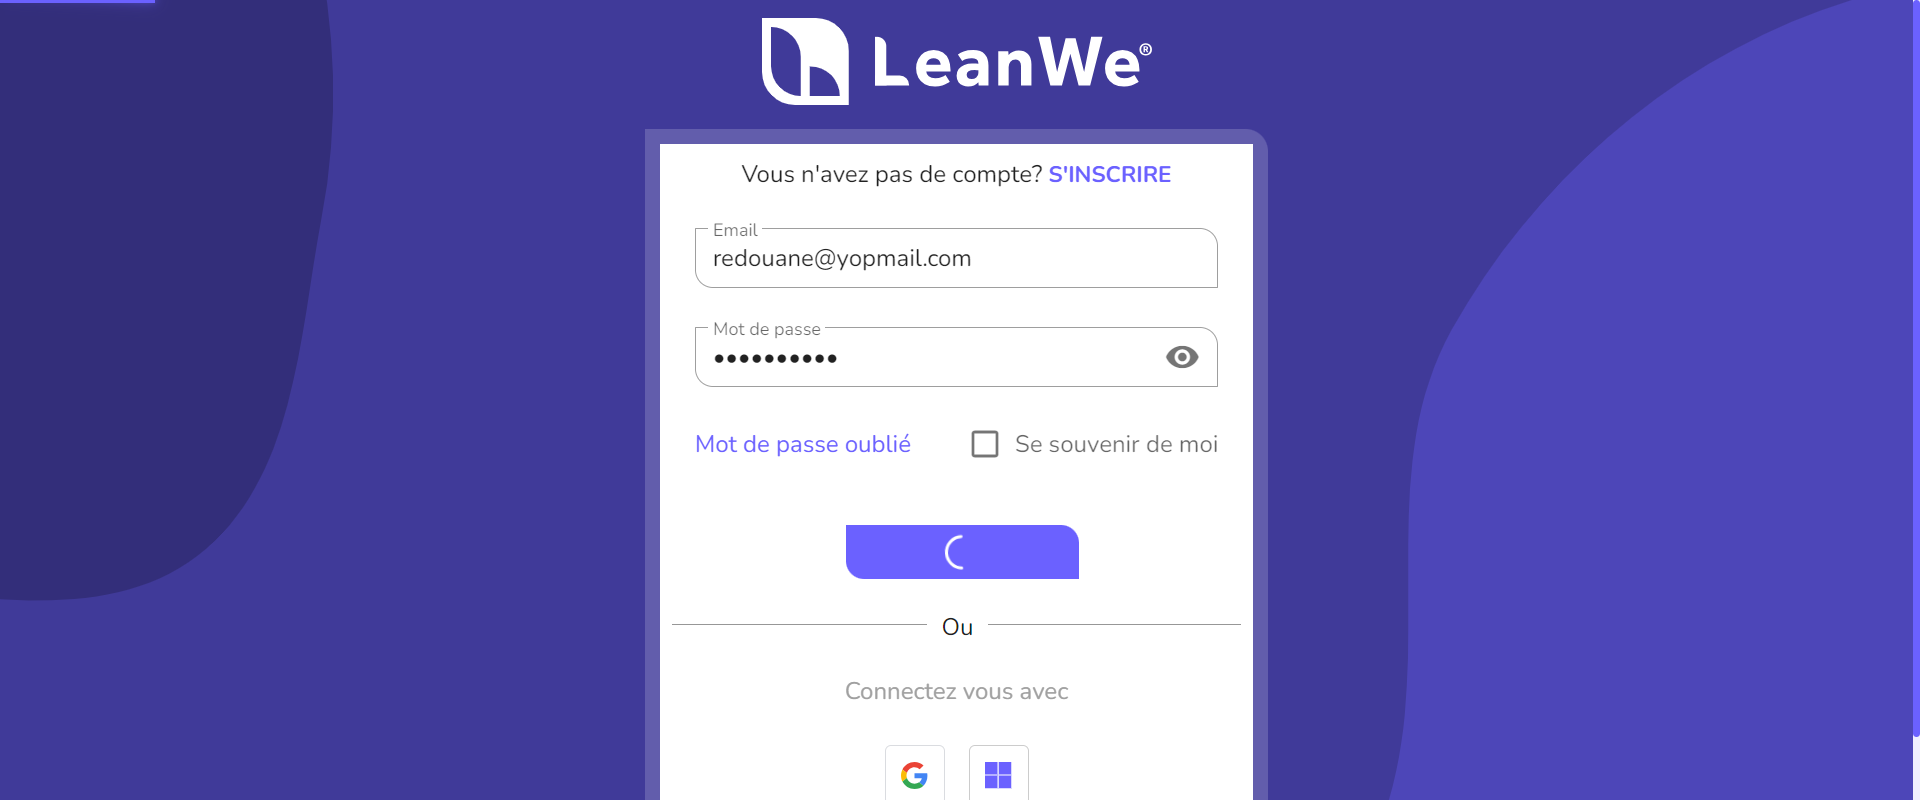 LeanWe®
Vous n'avez pas de compte? S'INSCRIRE
Email
redouane@yopmail.com
Mot de passe
••••••••••
Mot de passe oublié
Se souvenir de moi
Ou
Connectez vous avec